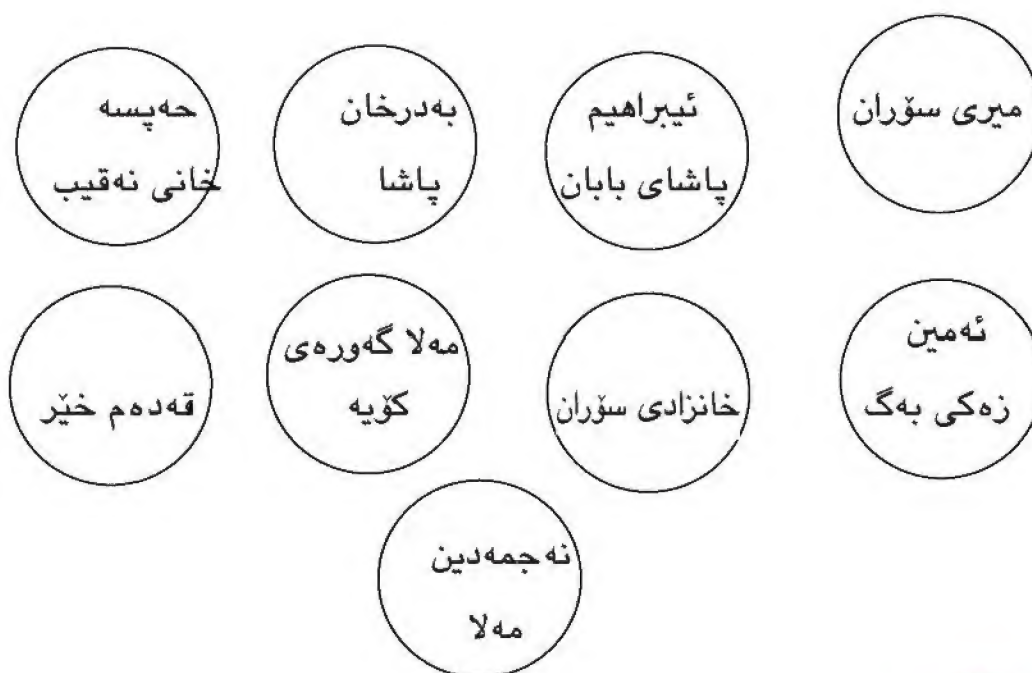 میری سۆران
ئیبراهیم
پاشای بابان
بەدرخان
پاشا
حەپسە
خانی نەقیب
ئەمین
زەکی بەگ
خانزادی سۆران
مەلا گەورەی
کۆیە
قەدەم خێر
نەجمەدین
مەلا